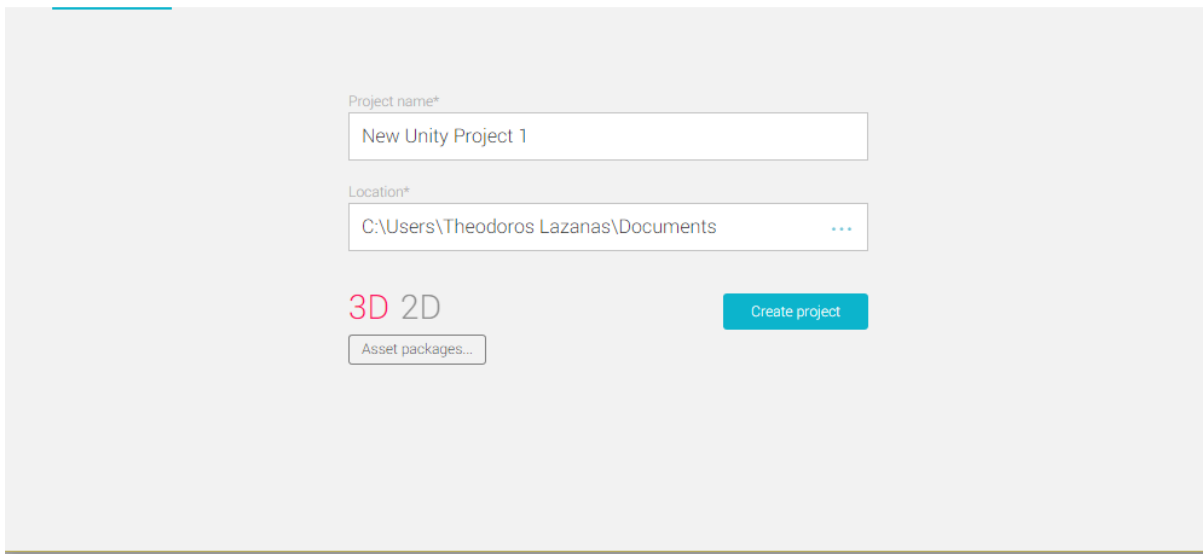 Project name*
New Unity Project 1
Location*
C:\Users\Theodoros Lazanas\Documents
...
3D 2D
Create project
Asset packages...